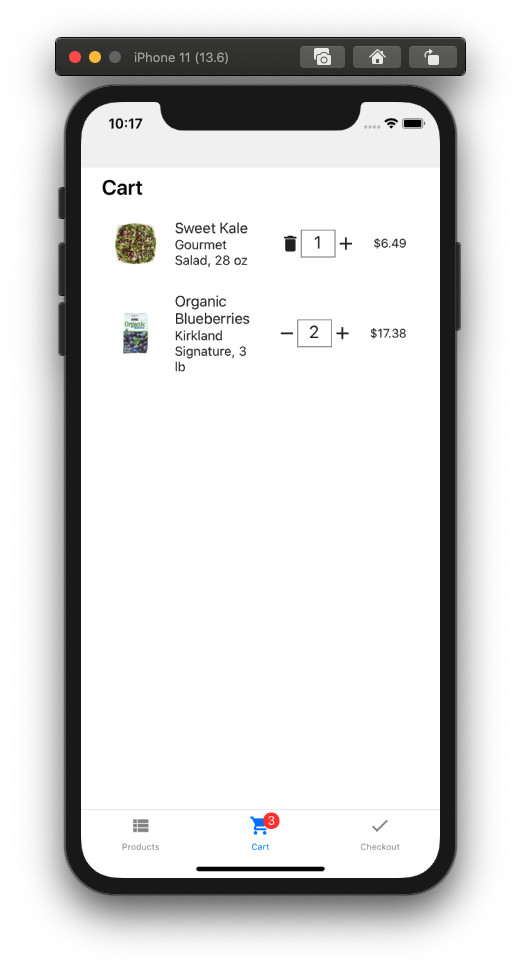 iPhone 11 (13.6)
10:17
Cart
Sweet Kale
Gourmet
Salad, 28 oz
1
$6.49
Organic
Blueberries
Kirkland
Signature, 3
lb
2
$17.38
Organic
3
Products
Cart
Checkout